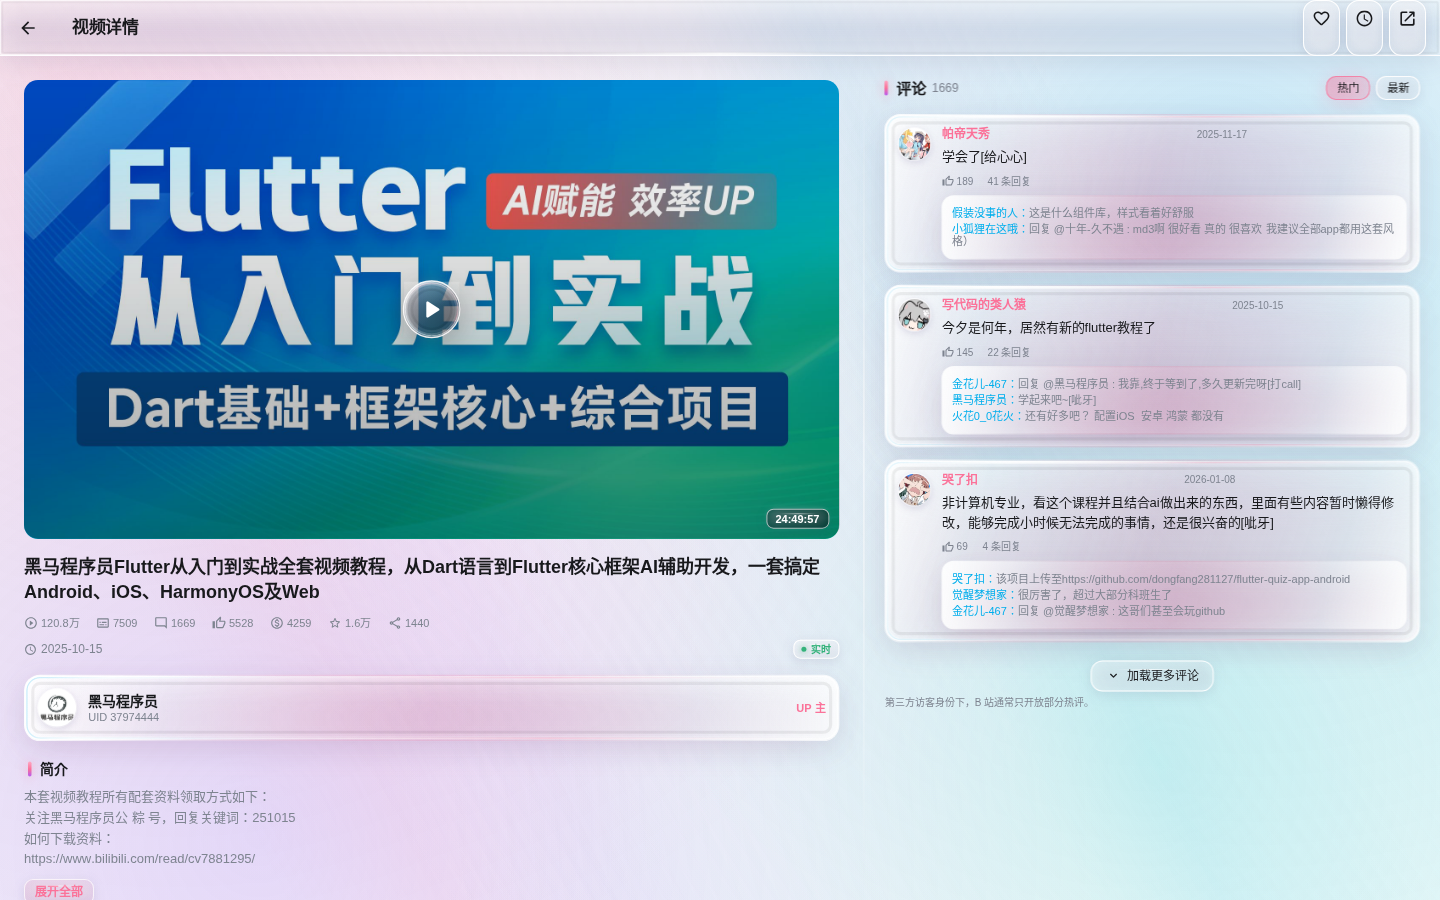 视频详情
Flutter
AI赋能 效率UP
从入门到实战
Dart基础+框架核心+综合项目
24:49:57
黑马程序员Flutter从入门到实战全套视频教程，从Dart语言到Flutter核心框架AI辅助开发，一套搞定
Android、iOS、HarmonyOS及Web
120.8万 7509 1669 5528 4259 1.6万 1440
2025-10-15
实时
黑马程序员
黑马程序员
UID 37974444
UP 主
简介
本套视频教程所有配套资料领取方式如下：
关注黑马程序员公 粽 号，回复关键词：251015
如何下载资料：
https://www.bilibili.com/read/cv7881295/
展开全部
评论 1669
热门 最新
帕帝天秀 2025-11-17
学会了[给心心]
189 41 条回复
假装没事的人：这是什么组件库，样式看着好舒服
小狐狸在这哦：回复 @十年-久不遇 : md3啊 很好看 真的 很喜欢 我建议全部app都用这套风
格）
写代码的类人猿 2025-10-15
今夕是何年，居然有新的flutter教程了
145 22 条回复
金花儿-467：回复 @黑马程序员 : 我靠,终于等到了,多久更新完呀[打call]
黑马程序员：学起来吧~[呲牙]
火花0_0花火：还有好多吧？ 配置iOS 安卓 鸿蒙 都没有
哭了扣 2026-01-08
非计算机专业，看这个课程并且结合ai做出来的东西，里面有些内容暂时懒得修
改，能够完成小时候无法完成的事情，还是很兴奋的[呲牙]
69 4 条回复
哭了扣：该项目上传至https://github.com/dongfang281127/flutter-quiz-app-android
觉醒梦想家：很厉害了，超过大部分科班生了
金花儿-467：回复 @觉醒梦想家 : 这哥们甚至会玩github
加载更多评论
第三方访客身份下，B 站通常只开放部分热评。